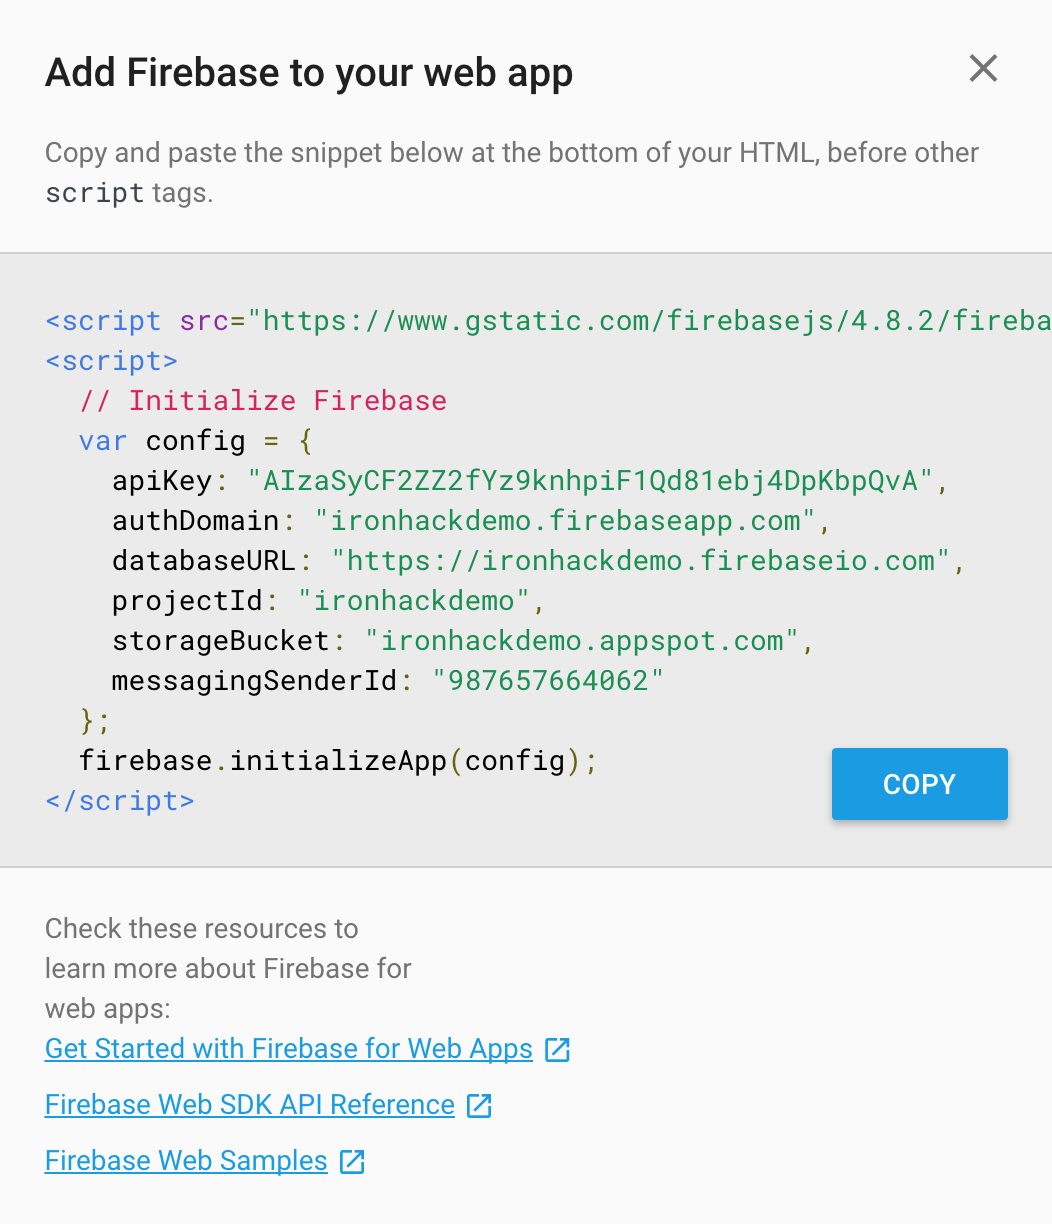 Add Firebase to your web app
Copy and paste the snippet below at the bottom of your HTML, before other
script tags.
<script src="https://www.gstatic.com/firebasejs/4.8.2/fireba
<script>
// Initialize Firebase
var config = {
apiKey: "AIzaSyCF2ZZ2fYz9knhpiF1Qd81ebj4DpKbpQvA",
authDomain: "ironhackdemo.firebaseapp.com",
databaseURL: "https://ironhackdemo.firebaseio.com",
projectId: "ironhackdemo",
storageBucket: "ironhackdemo.appspot.com",
messagingSenderId: "987657664062"
};
firebase.initializeApp(config);
</script>
COPY
Check these resources to
learn more about Firebase for
web apps:
Get Started with Firebase for Web Apps
Firebase Web SDK API Reference
Firebase Web Samples